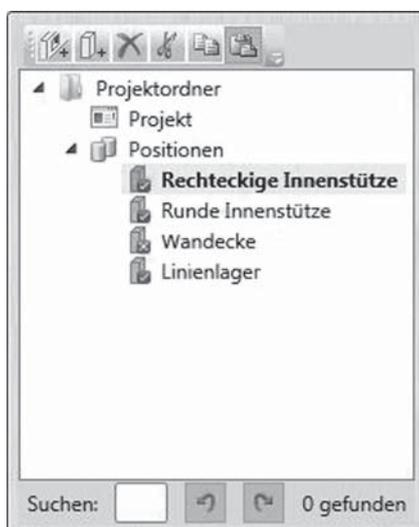 Projektordner
Projekt
Positionen
Rechteckige Innenstütze
Runde Innenstütze
Wandecke
Linienlager
Suchen: 0 gefunden